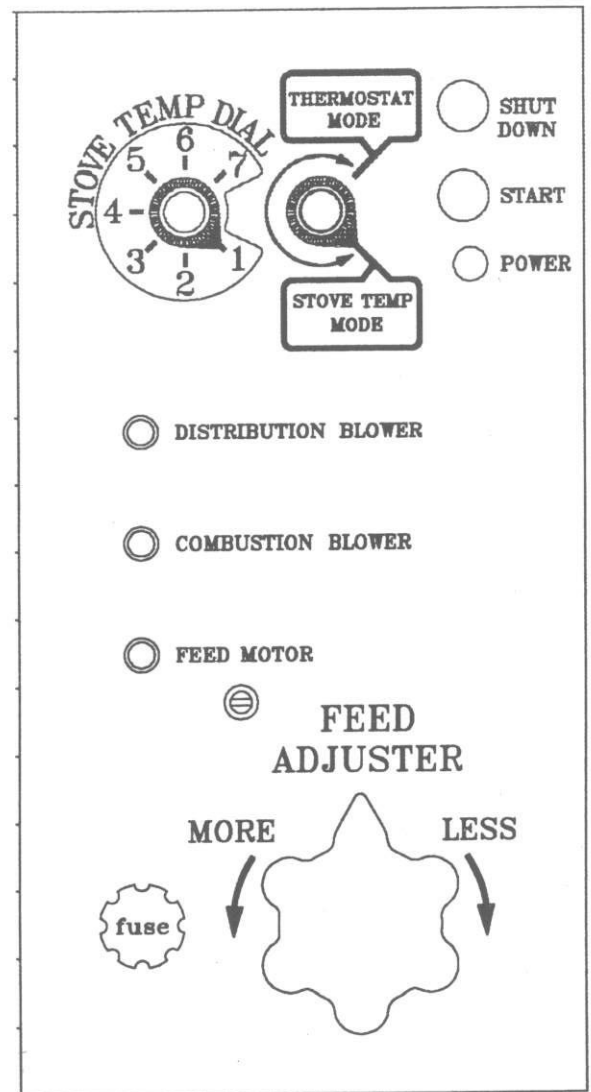 STOVE TEMP DIAL
1
2
3
4
5
6
7
THERMOSTAT
MODE
STOVE TEMP
MODE
SHUT
DOWN
START
POWER
DISTRIBUTION BLOWER
COMBUSTION BLOWER
FEED MOTOR
FEED
ADJUSTER
MORE
LESS
fuse